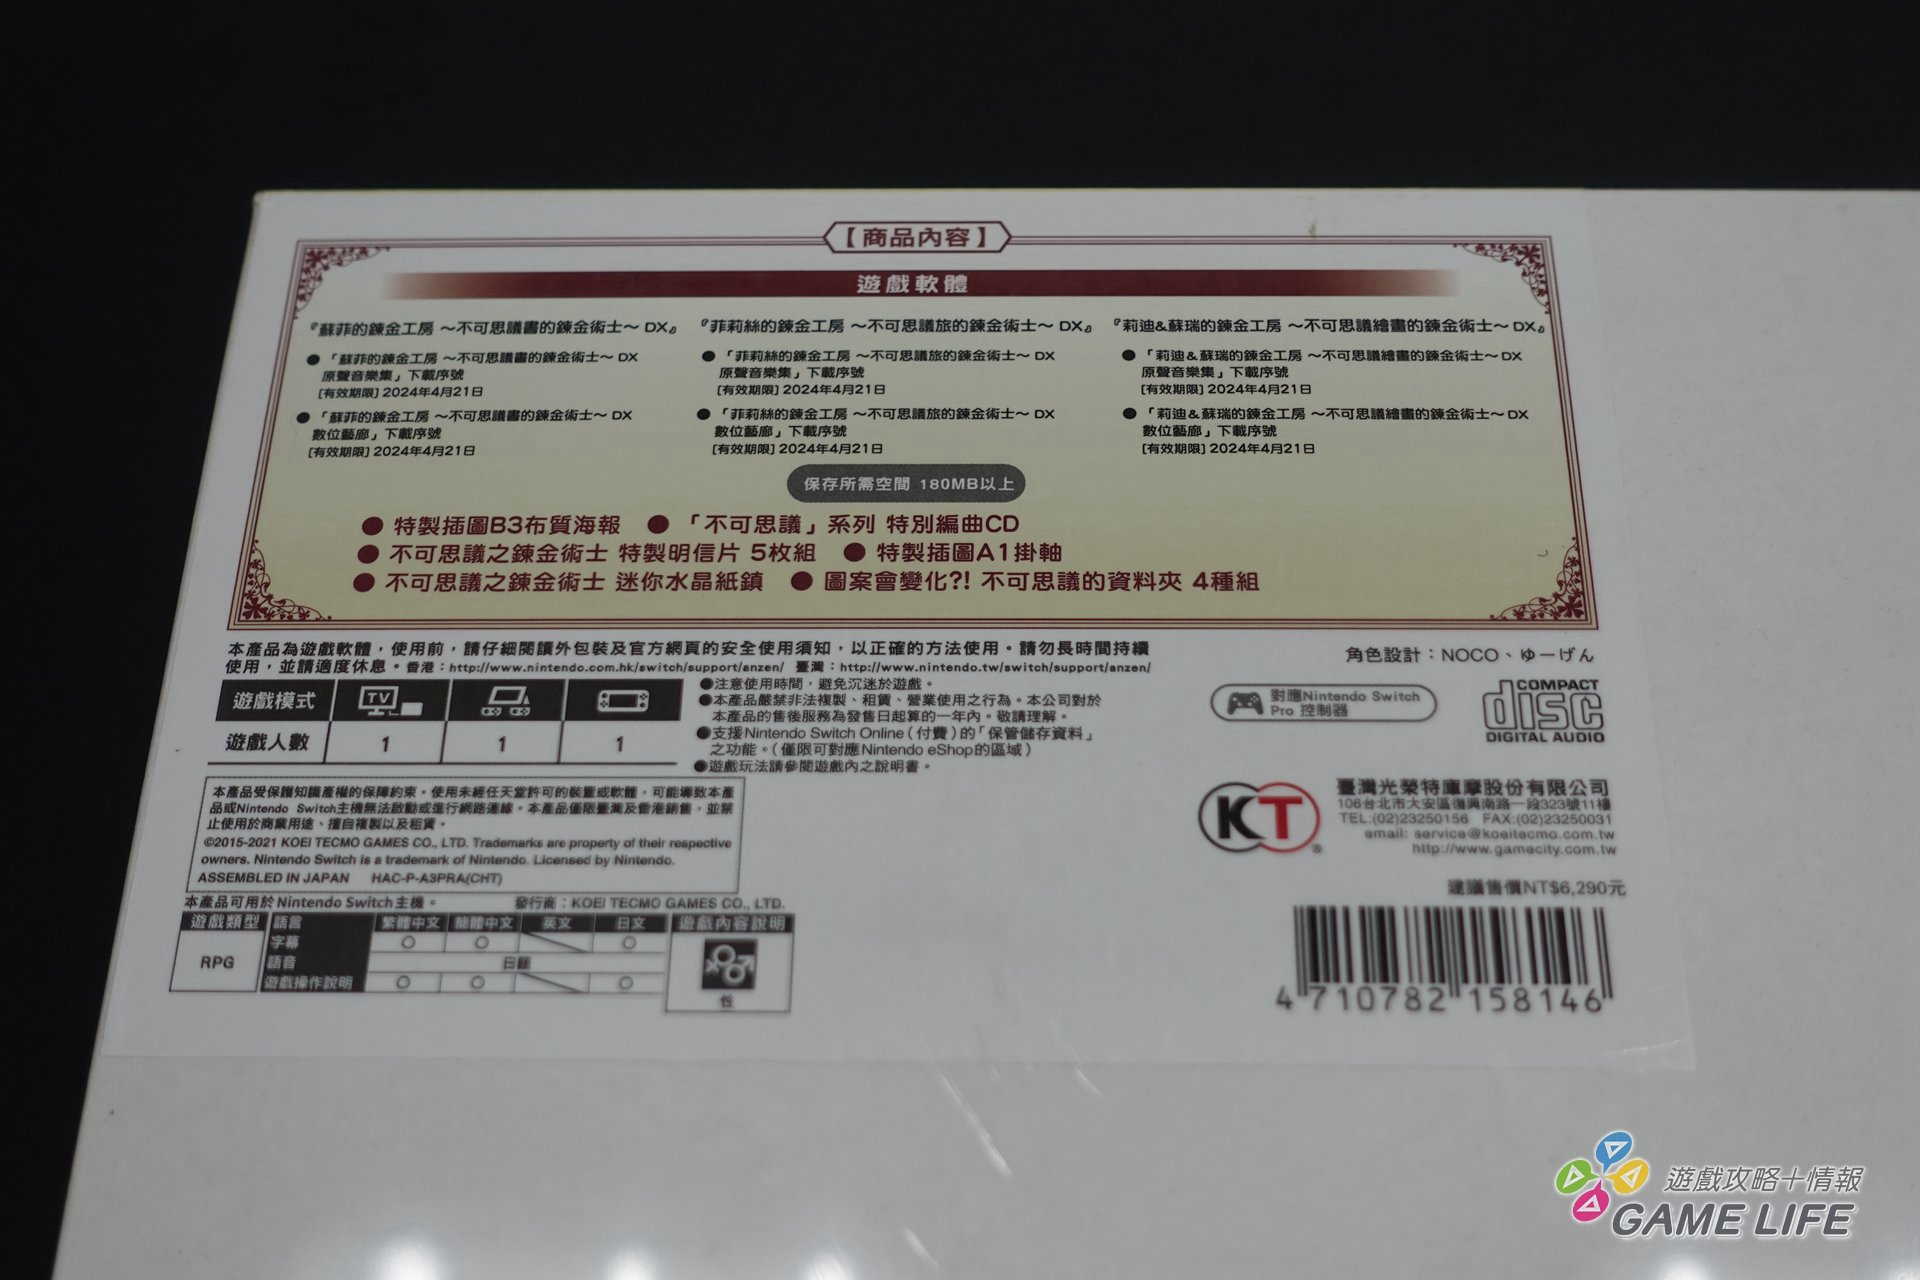 【商品內容】
遊戲軟體
『蘇菲的鍊金工房 ～不可思議書的鍊金術士～ DX』
●「蘇菲的鍊金工房 ～不可思議書的鍊金術士～ DX
原聲音樂集」下載序號
[有效期限] 2024年4月21日
●「蘇菲的鍊金工房 ～不可思議書的鍊金術士～ DX
數位藝廊」下載序號
[有效期限] 2024年4月21日
『菲莉絲的鍊金工房 ～不可思議旅的鍊金術士～ DX』
●「菲莉絲的鍊金工房 ～不可思議旅的鍊金術士～ DX
原聲音樂集」下載序號
[有效期限] 2024年4月21日
●「菲莉絲的鍊金工房 ～不可思議旅的鍊金術士～ DX
數位藝廊」下載序號
[有效期限] 2024年4月21日
『莉迪&蘇瑞的鍊金工房 ～不可思議繪畫的鍊金術士～ DX』
●「莉迪&蘇瑞的鍊金工房 ～不可思議繪畫的鍊金術士～ DX
原聲音樂集」下載序號
[有效期限] 2024年4月21日
●「莉迪&蘇瑞的鍊金工房 ～不可思議繪畫的鍊金術士～ DX
數位藝廊」下載序號
[有效期限] 2024年4月21日
保存所需空間 180MB以上
●特製插圖B3布質海報 ●「不可思議」系列 特別編曲CD
●不可思議之鍊金術士 特製明信片 5枚組 ●特製插圖A1掛軸
●不可思議之鍊金術士 迷你水晶紙鎮 ●圖案會變化?! 不可思議的資料夾 4種組
本產品為遊戲軟體，使用前，請仔細閱讀外包裝及官方網頁的安全使用須知，以正確的方法使用。請勿長時間持續
使用，並請適度休息。香港：http://www.nintendo.com.hk/switch/support/anzen/ 臺灣：http://www.nintendo.tw/switch/support/anzen/
角色設計：NOCO、ゆーげん
遊戲模式 TV
遊戲人數 1 1 1
●注意使用時間，避免沉迷於遊戲。
●本產品嚴禁非法複製、租賃、營業使用之行為。本公司對於
本產品的售後服務為發售日起算的一年內。敬請理解。
●支援Nintendo Switch Online（付費）的「保管儲存資料」
之功能。（僅限可對應Nintendo eShop的區域）
●遊戲玩法請參閱遊戲內之說明書。
對應Nintendo Switch
Pro 控制器
COMPACT
disc
DIGITAL AUDIO
本產品受保護知識產權的保障約束。使用未經任天堂許可的裝置或軟體，可能導致本產
品或Nintendo Switch主機無法啟動或進行網路連線。本產品僅限臺灣及香港銷售，並禁
止使用於商業用途、擅自複製以及租賃。
©2015-2021 KOEI TECMO GAMES CO., LTD. Trademarks are property of their respective
owners. Nintendo Switch is a trademark of Nintendo. Licensed by Nintendo.
ASSEMBLED IN JAPAN HAC-P-A3PRA(CHT)
KT®
臺灣光榮特庫摩股份有限公司
106台北市大安區復興南路一段323號11樓
TEL:(02)23250156 FAX:(02)23250031
email: service@koeitecmo.com.tw
http://www.gamecity.com.tw
本產品可用於Nintendo Switch主機。 發行商：KOEI TECMO GAMES CO., LTD.
遊戲類型 語言 繁體中文 簡體中文 英文 日文 遊戲內容說明
RPG
字幕 ○ ○ ○
語音 日語
遊戲操作說明 ○ ○ ○
性
建議售價NT$6,290元
4 710782 158146
遊戲攻略＋情報
GAME LIFE